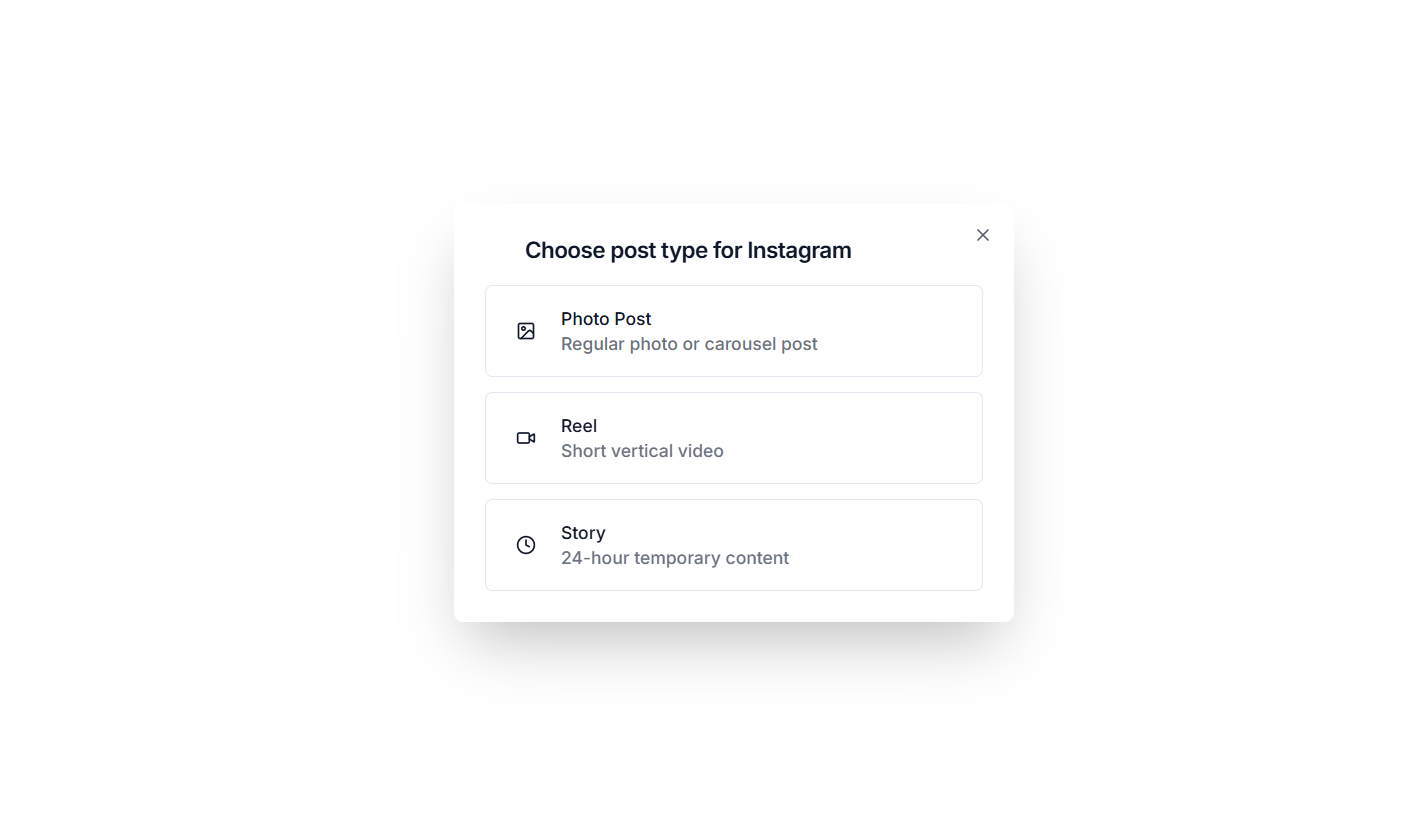 Choose post type for Instagram
Photo Post
Regular photo or carousel post
Reel
Short vertical video
Story
24-hour temporary content